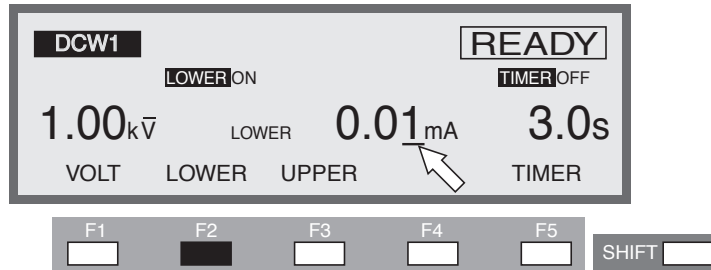 DCW1 READY
LOWER ON TIMER OFF
1.00kV̅ LOWER 0.01mA 3.0s
VOLT LOWER UPPER TIMER
F1 F2 F3 F4 F5
SHIFT